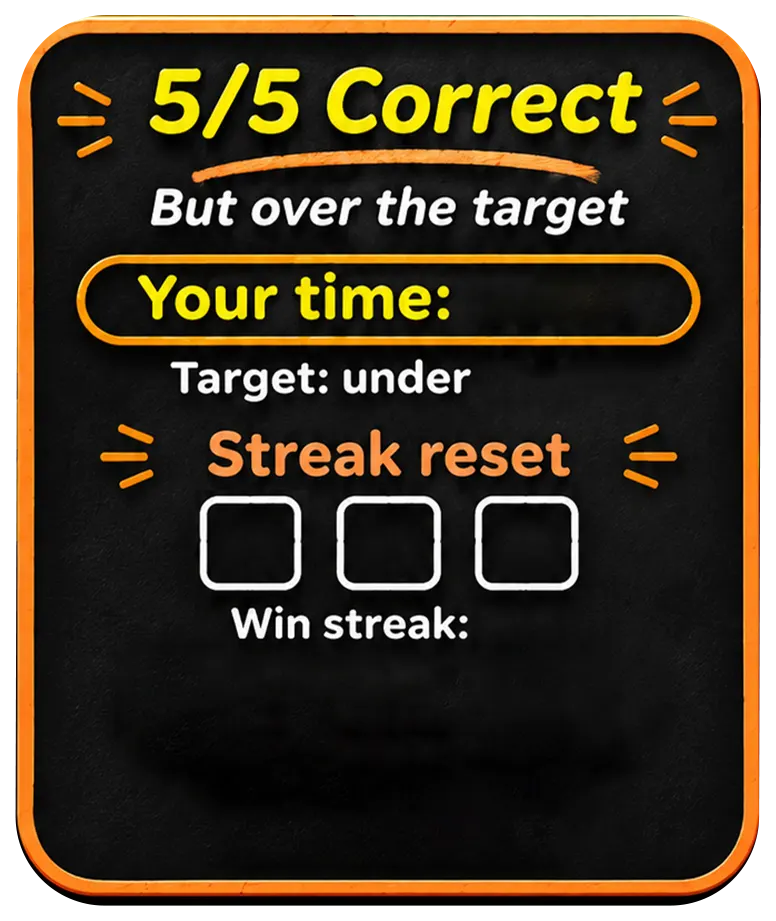 5/5 Correct
But over the target
Your time:
Target: under
Streak reset
Win streak: